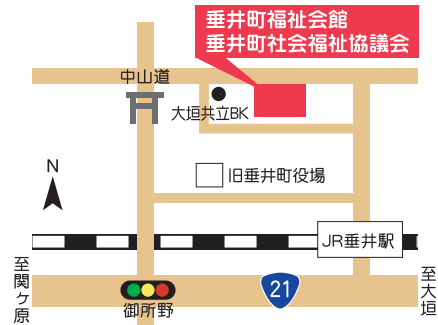 垂井町福祉会館
垂井町社会福祉協議会
中山道
大垣共立BK
N
旧垂井町役場
JR垂井駅
至関ヶ原
至大垣
21
御所野